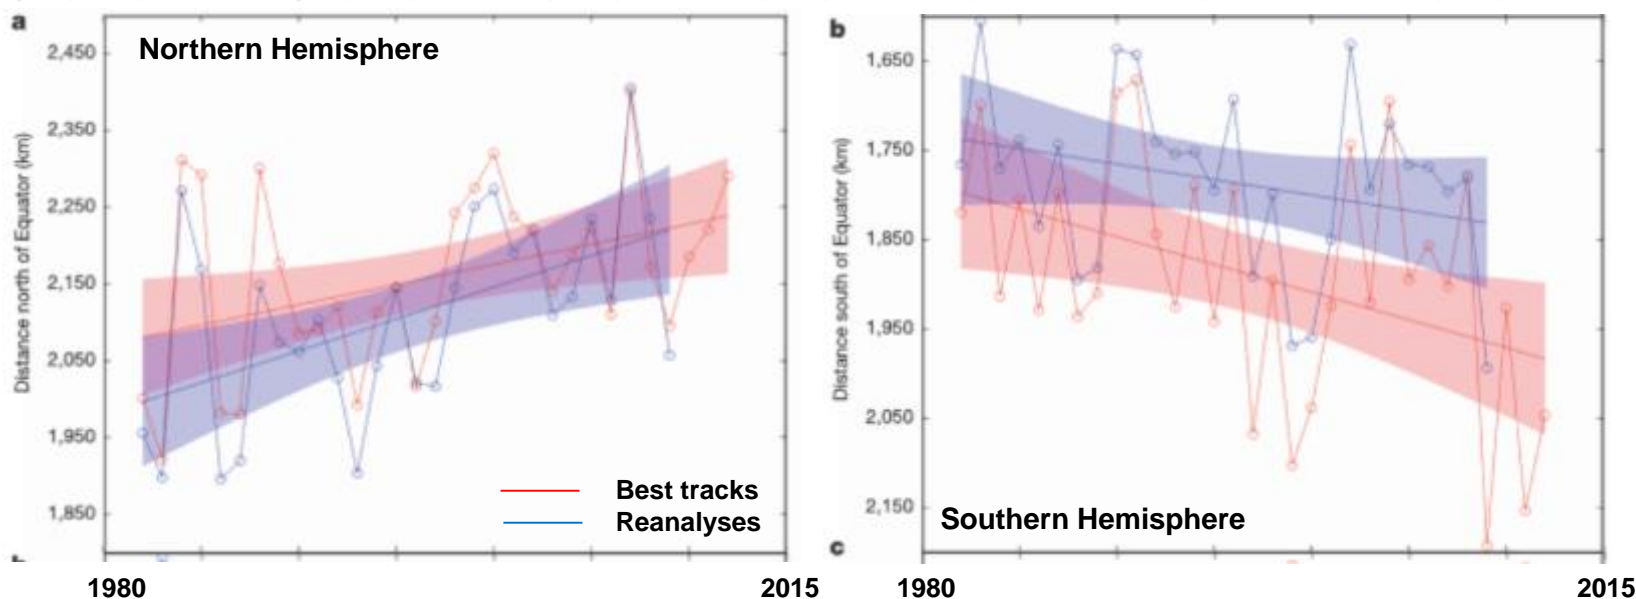 a
Northern Hemisphere
Distance north of Equator (km)
2,450
2,350
2,250
2,150
2,050
1,950
1,850
Best tracks
Reanalyses
1980
2015
b
Distance south of Equator (km)
1,650
1,750
1,850
1,950
2,050
2,150
Southern Hemisphere
c
1980
2015